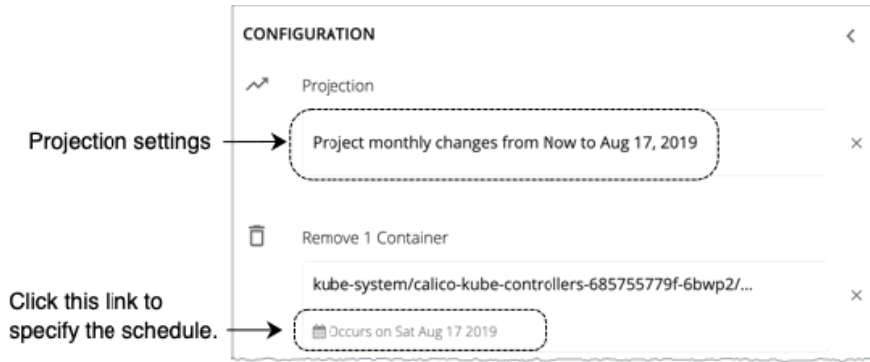 CONFIGURATION
Projection
Projection settings
Project monthly changes from Now to Aug 17, 2019
Remove 1 Container
kube-system/calico-kube-controllers-685755779f-6bwp2/...
Click this link to
specify the schedule.
Occurs on Sat Aug 17 2019